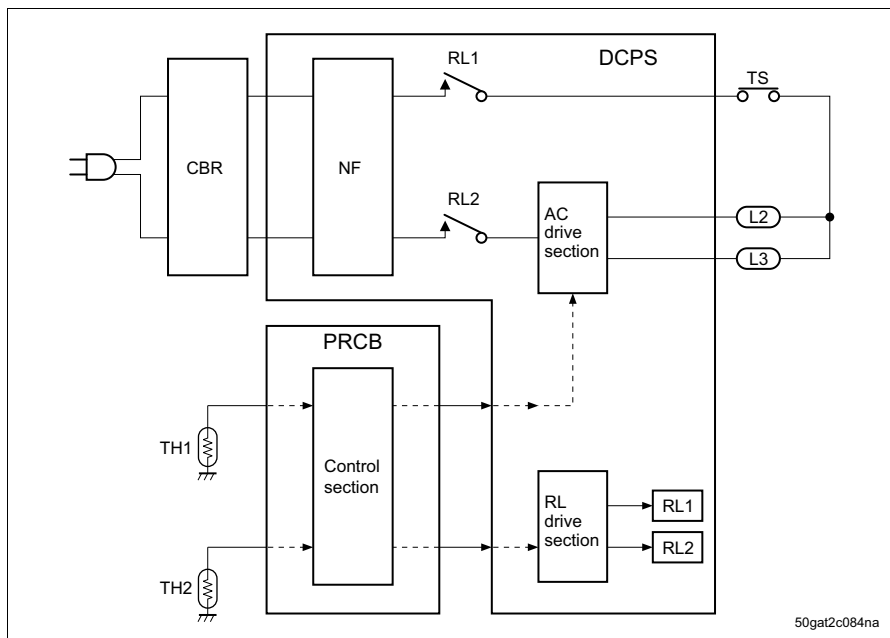 DCPS
RL1
TS
CBR
NF
RL2
AC
drive
section
L2
L3
PRCB
TH1
Control
section
RL
drive
section
RL1
RL2
TH2
50gat2c084na